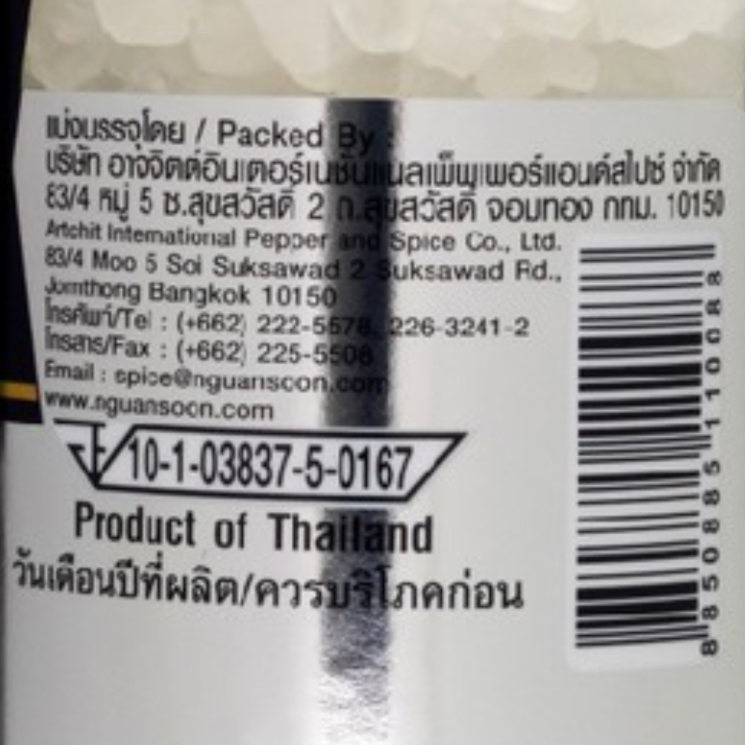 แบ่งบรรจุโดย / Packed By :
บริษัท อาจจิตต์อินเตอร์เนชั่นแนลเพ็พเพอร์แอนด์สไปซ์ จำกัด
83/4 หมู่ 5 ซ.สุขสวัสดิ์ 2 ถ.สุขสวัสดิ์ จอมทอง กทม. 10150
Artchit International Pepper and Spice Co., Ltd.
83/4 Moo 5 Soi Suksawad 2 Suksawad Rd.,
Jomthong Bangkok 10150
โทรศัพท์/Tel : (+662) 222-5578, 226-3241-2
โทรสาร/Fax : (+662) 225-5508
Email : spice@nguansoon.com
www.nguansoon.com
10-1-03837-5-0167
Product of Thailand
วันเดือนปีที่ผลิต/ควรบริโภคก่อน
8 850885 110088